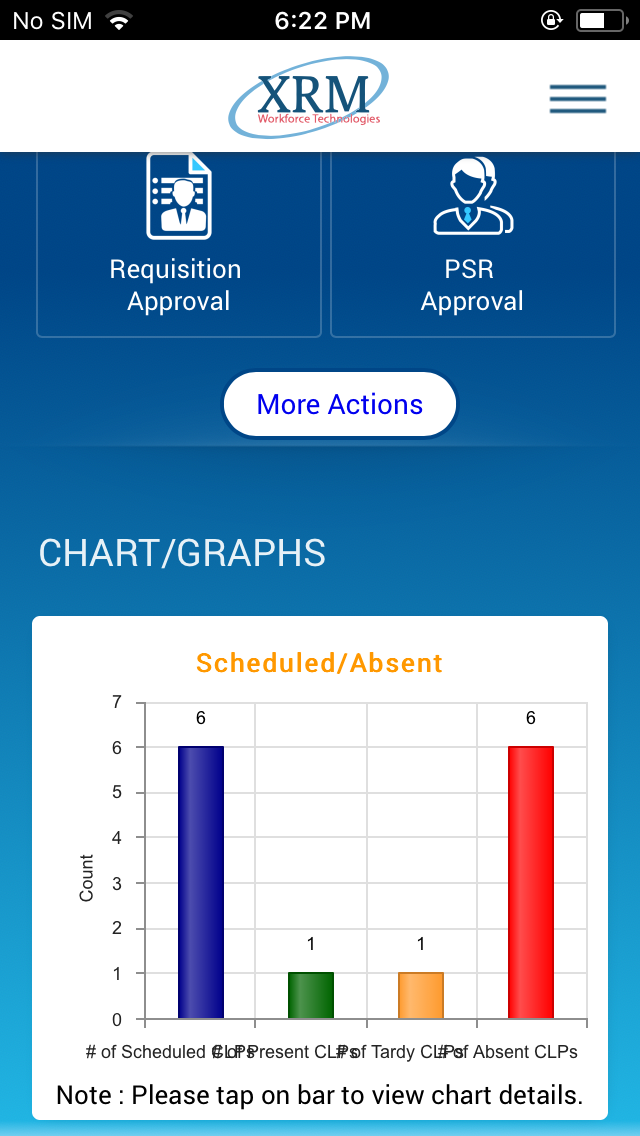 No SIM 6:22 PM
XRM
Workforce Technologies
Requisition
Approval
PSR
Approval
More Actions
CHART/GRAPHS
Scheduled/Absent
7
6
5
4
3
2
1
0
Count
6
1
1
6
# of Scheduled CLPs
# of Present CLPs
# of Tardy CLPs
# of Absent CLPs
Note : Please tap on bar to view chart details.